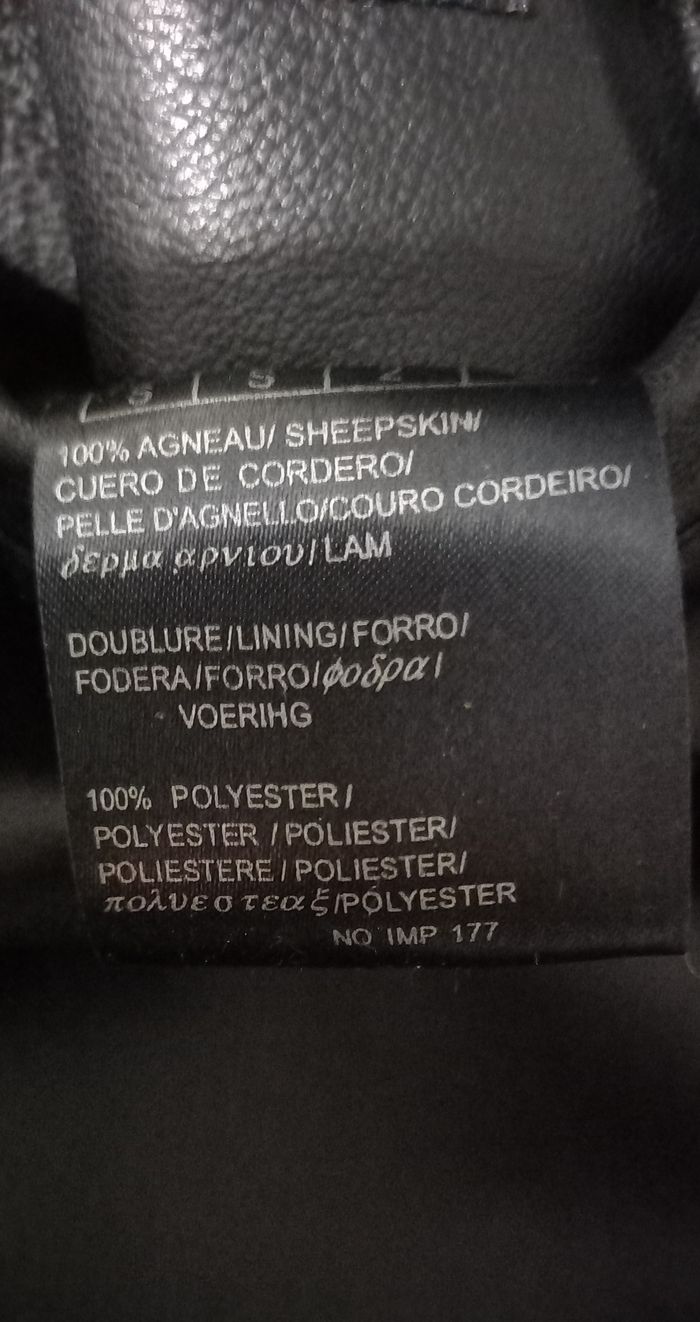 100% AGNEAU/ SHEEPSKIN/
CUERO DE CORDERO/
PELLE D'AGNELLO/COURO CORDEIRO/
δερμα αρνιου/LAM
DOUBLURE/LINING/FORRO/
FODERA/FORRO/φοδρα/
VOERIHG
100% POLYESTER/
POLYESTER / POLIESTER/
POLIESTERE / POLIESTER/
πολυεστεαξ/POLYESTER
NO IMP 177